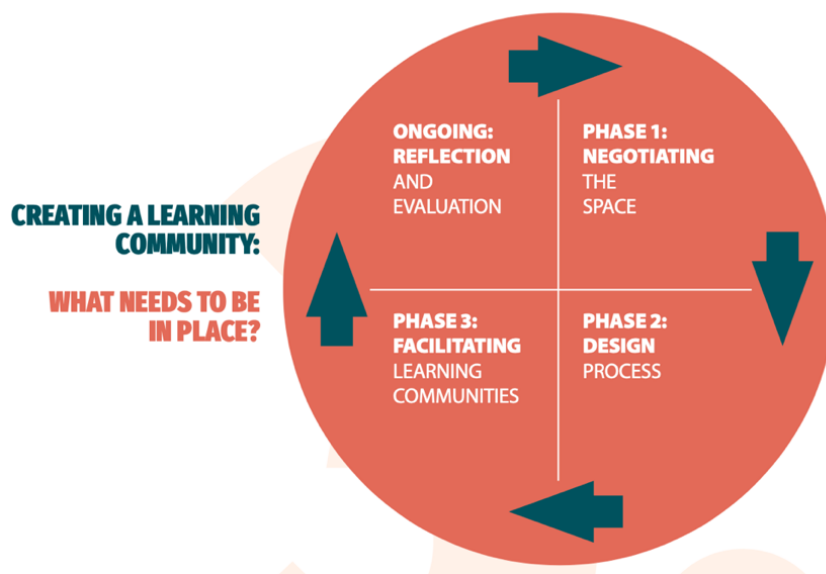 CREATING A LEARNING
COMMUNITY:
WHAT NEEDS TO BE
IN PLACE?
ONGOING:
REFLECTION
AND
EVALUATION
PHASE 1:
NEGOTIATING
THE
SPACE
PHASE 3:
FACILITATING
LEARNING
COMMUNITIES
PHASE 2:
DESIGN
PROCESS